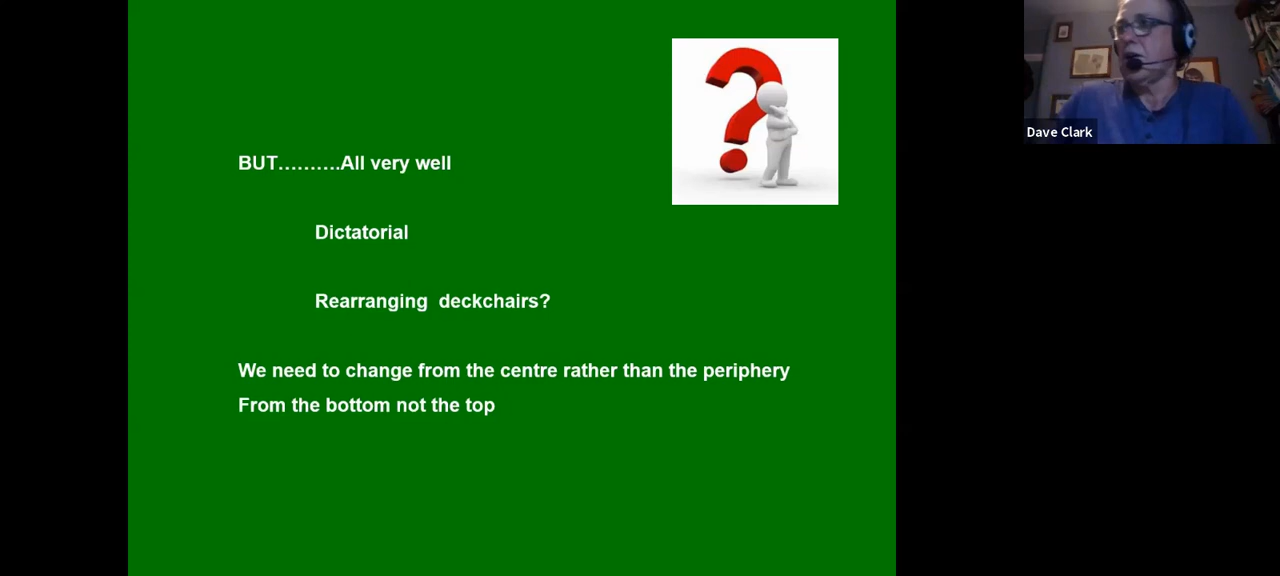 BUT……….All very well
Dictatorial
Rearranging  deckchairs?
We need to change from the centre rather than the periphery
From the bottom not the top
Dave Clark